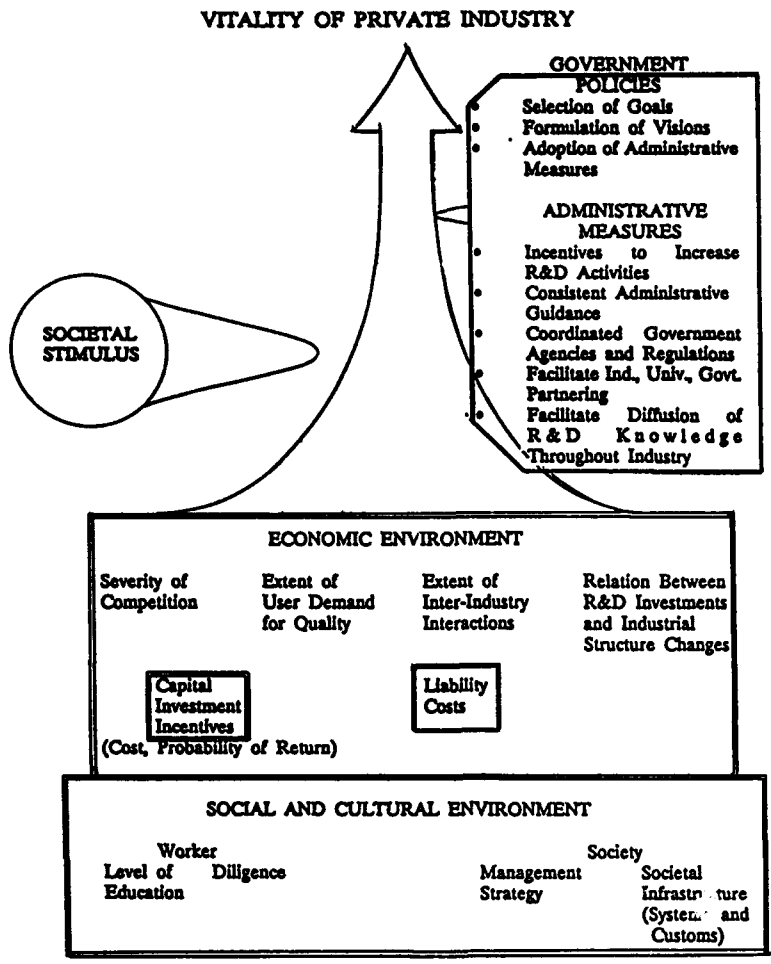 VITALITY OF PRIVATE INDUSTRY
GOVERNMENT
POLICIES
Selection of Goals
Formulation of Visions
Adoption of Administrative
Measures
ADMINISTRATIVE
MEASURES
Incentives to Increase
R&D Activities
Consistent Administrative
Guidance
Coordinated Government
Agencies and Regulations
Facilitate Ind., Univ., Govt.
Partnering
Facilitate Diffusion of
R&D Knowledge
Throughout Industry
SOCIETAL
STIMULUS
ECONOMIC ENVIRONMENT
Severity of
Competition
Extent of
User Demand
for Quality
Extent of
Inter-Industry
Interactions
Relation Between
R&D Investments
and Industrial
Structure Changes
Capital
Investment
Incentives
(Cost, Probability of Return)
Liability
Costs
SOCIAL AND CULTURAL ENVIRONMENT
Worker
Level of Diligence
Education
Society
Management
Strategy
Societal
Infrastructure
(Systems and
Customs)